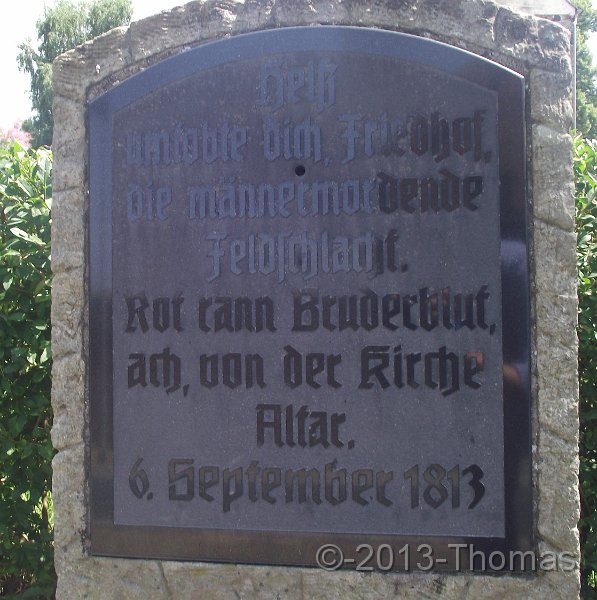 Heiß
umtobte dich, Friedhof,
die männermordende
Feldschlacht.
Rot rann Bruderblut,
ach, von der Kirche
Altar.
6. September 1813
©-2013-Thomas